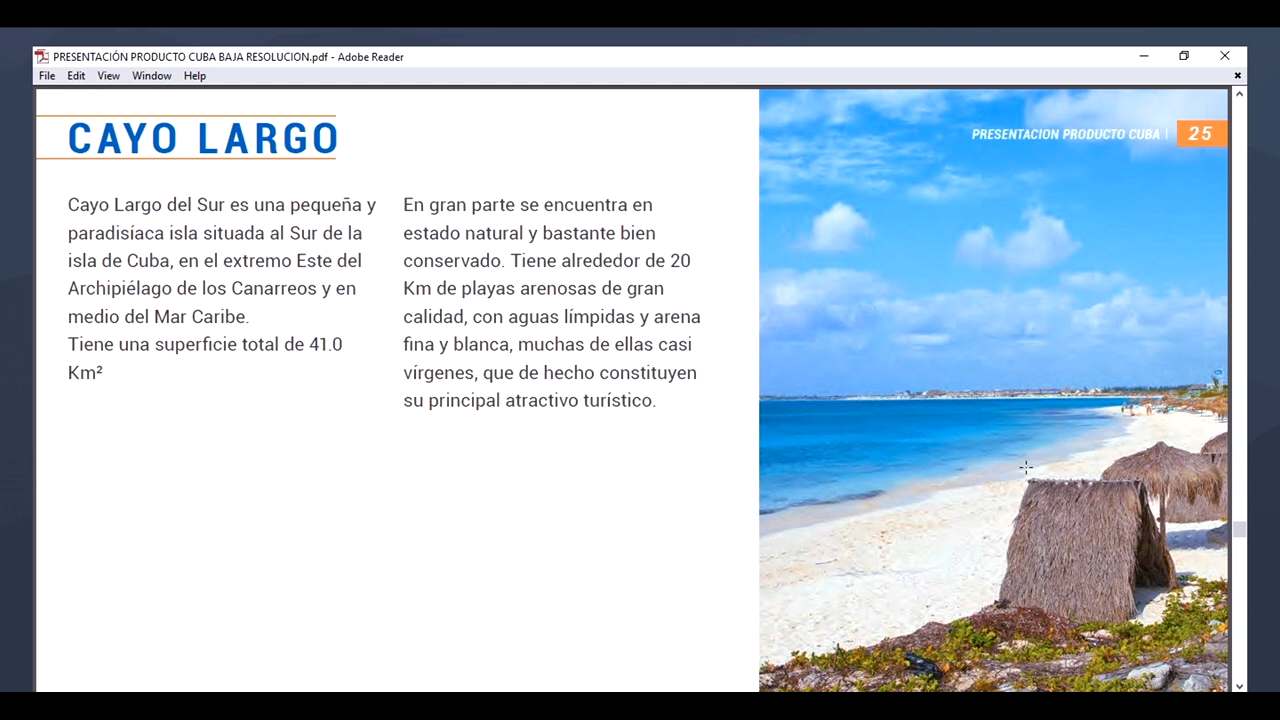 PRESENTACIÓN PRODUCTO CUBA BAJA RESOLUCION.pdf - Adobe Reader
File Edit View Window Help
CAYO LARGO
PRESENTACION PRODUCTO CUBA | 25
Cayo Largo del Sur es una pequeña y
paradisíaca isla situada al Sur de la
isla de Cuba, en el extremo Este del
Archipiélago de los Canarreos y en
medio del Mar Caribe.
Tiene una superficie total de 41.0
Km²
En gran parte se encuentra en
estado natural y bastante bien
conservado. Tiene alrededor de 20
Km de playas arenosas de gran
calidad, con aguas límpidas y arena
fina y blanca, muchas de ellas casi
vírgenes, que de hecho constituyen
su principal atractivo turístico.